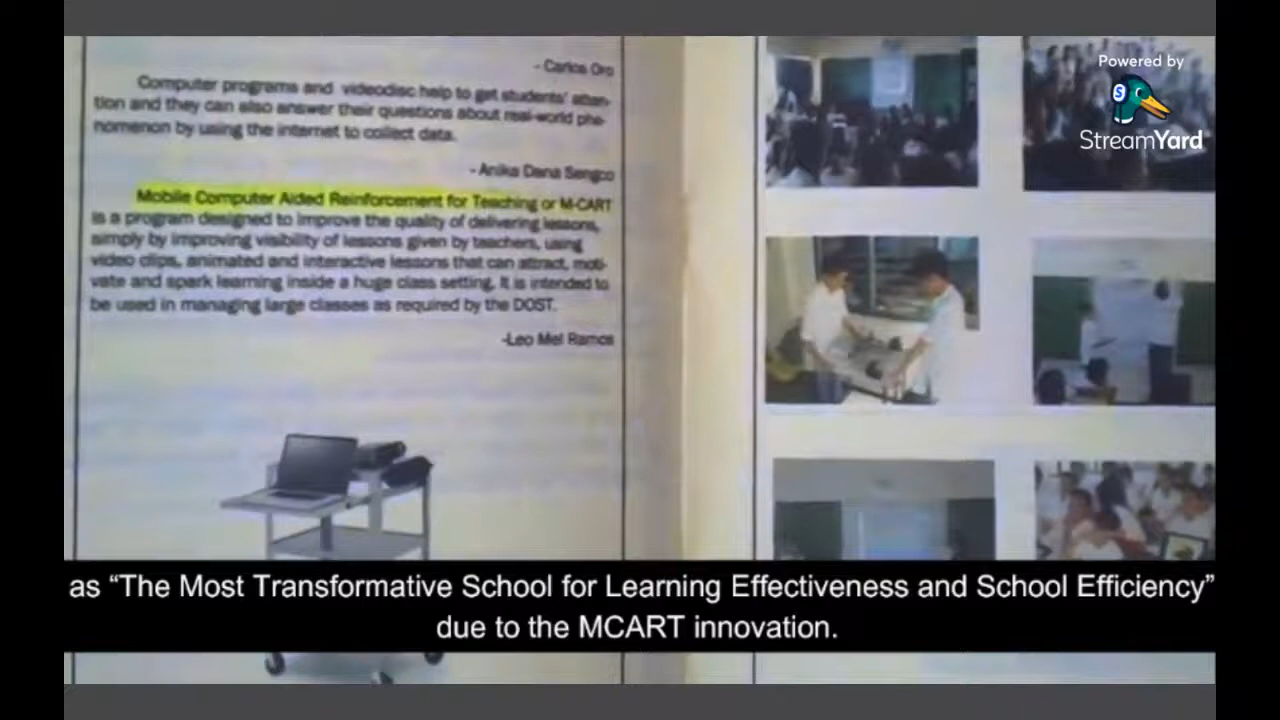 - Carlos Oro
Computer programs and videodisc help to get students' atten-
tion and they can also answer their questions about real-world phe-
nomenon by using the internet to collect data.
- Anika Dana Sengco
Mobile Computer Aided Reinforcement for Teaching or M-CART
is a program designed to improve the quality of delivering lessons,
simply by improving visibility of lessons given by teachers, using
video clips, animated and interactive lessons that can attract, moti-
vate and spark learning inside a huge class setting. It is intended to
be used in managing large classes as required by the DOST.
-Leo Mel Ramos
Powered by
S
StreamYard
as “The Most Transformative School for Learning Effectiveness and School Efficiency”
due to the MCART innovation.